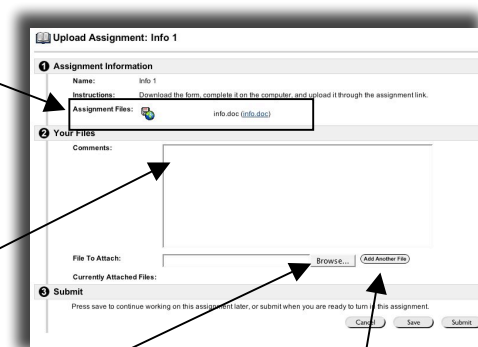 Upload Assignment: Info 1
1 Assignment Information
Name: Info 1
Instructions: Download the form, complete it on the computer, and upload it through the assignment link.
Assignment Files: info.doc (info.doc)
2 Your Files
Comments:
File To Attach: Browse... Add Another File
Currently Attached Files:
3 Submit
Press save to continue working on this assignment later, or submit when you are ready to turn in this assignment.
Cancel Save Submit